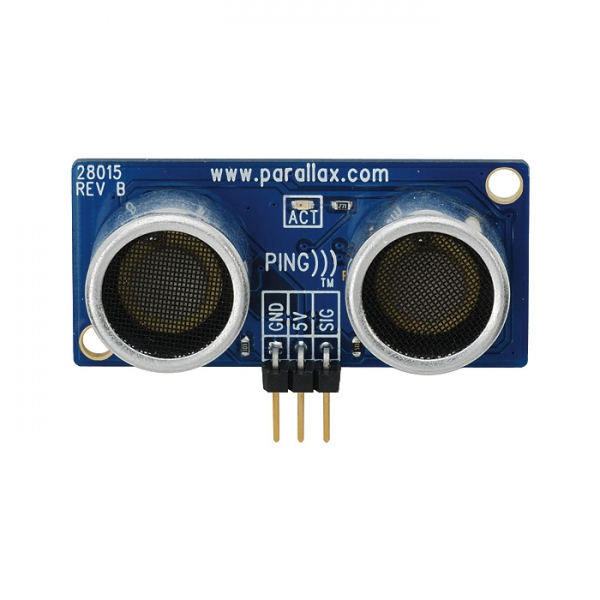 28015
REV B
www.parallax.com
ACT
PING)))
TM
GND
5V
SIG